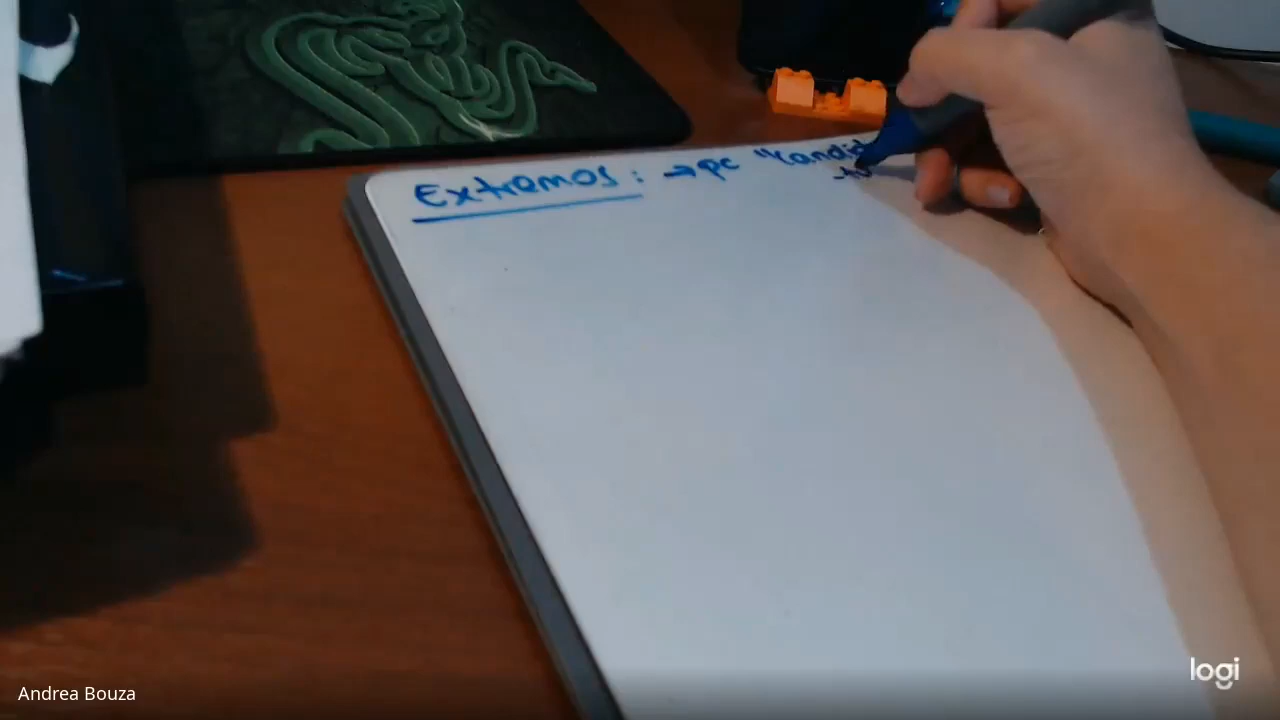 Extremos: → pc "Candid
Andrea Bouza
logi